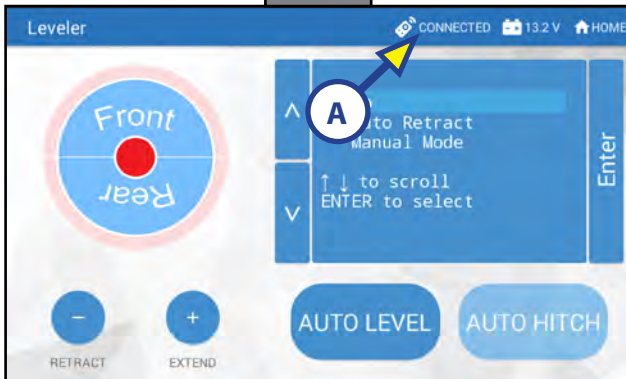 Leveler
CONNECTED 13.2 V HOME
Front
Rear
A
Auto Retract
Manual Mode
↑ ↓ to scroll
ENTER to select
Enter
RETRACT
EXTEND
AUTO LEVEL
AUTO HITCH